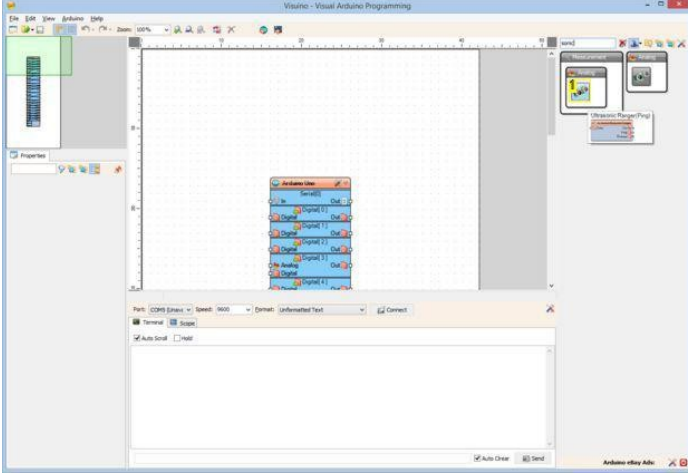 Visuino - Visual Arduino Programming
File Edit View Arduino Help
Zoom: 100%
sonic
Measurement
Analog
Analog
1
Ultrasonic Ranger(Ping)
Properties
Arduino Uno
Serial[0]
In Out
Digital[ 0 ]
Digital Out
Digital[ 1 ]
Digital Out
Digital[ 2 ]
Digital Out
Digital[ 3 ]
Analog Out
Digital
Digital[ 4 ]
Port: Speed: 9600 Format: Unformatted Text Connect
Terminal Scope
Auto Scroll Hold
Auto Clear Send
Arduino eBay Ads: